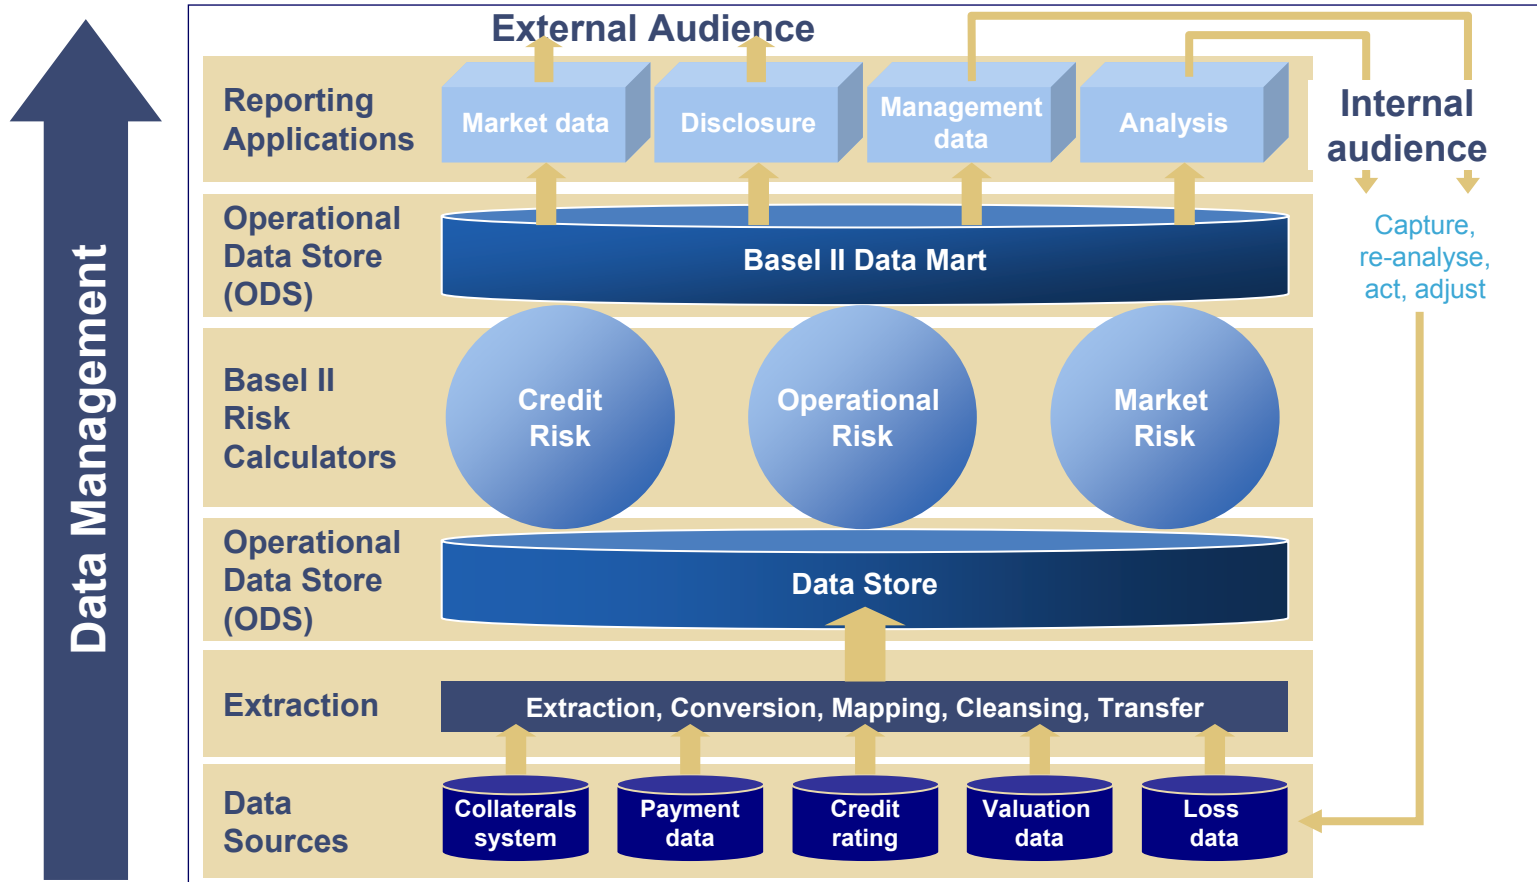 External Audience
Reporting
Applications
Market data
Disclosure
Management
data
Analysis
Internal
audience
Operational
Data Store
(ODS)
Basel II Data Mart
Capture,
re-analyse,
act, adjust
Data Management
Basel II
Risk
Calculators
Credit
Risk
Operational
Risk
Market
Risk
Operational
Data Store
(ODS)
Data Store
Extraction
Extraction, Conversion, Mapping, Cleansing, Transfer
Data
Sources
Collaterals
system
Payment
data
Credit
rating
Valuation
data
Loss
data